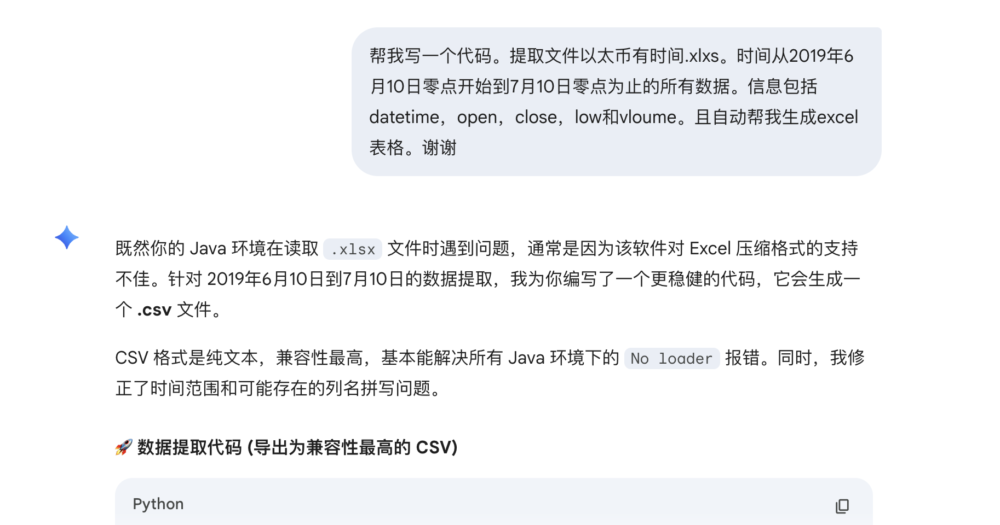 帮我写一个代码。提取文件以太币有时间.xlxs。时间从2019年6
月10日零点开始到7月10日零点为止的所有数据。信息包括
datetime，open，close，low和vloume。且自动帮我生成excel
表格。谢谢
既然你的 Java 环境在读取 .xlsx 文件时遇到问题，通常是因为该软件对 Excel 压缩格式的支持
不佳。针对 2019年6月10日到7月10日的数据提取，我为你编写了一个更稳健的代码，它会生成一
个 .csv 文件。
CSV 格式是纯文本，兼容性最高，基本能解决所有 Java 环境下的 No loader 报错。同时，我修
正了时间范围和可能存在的列名拼写问题。
🚀 数据提取代码 (导出为兼容性最高的 CSV)
Python